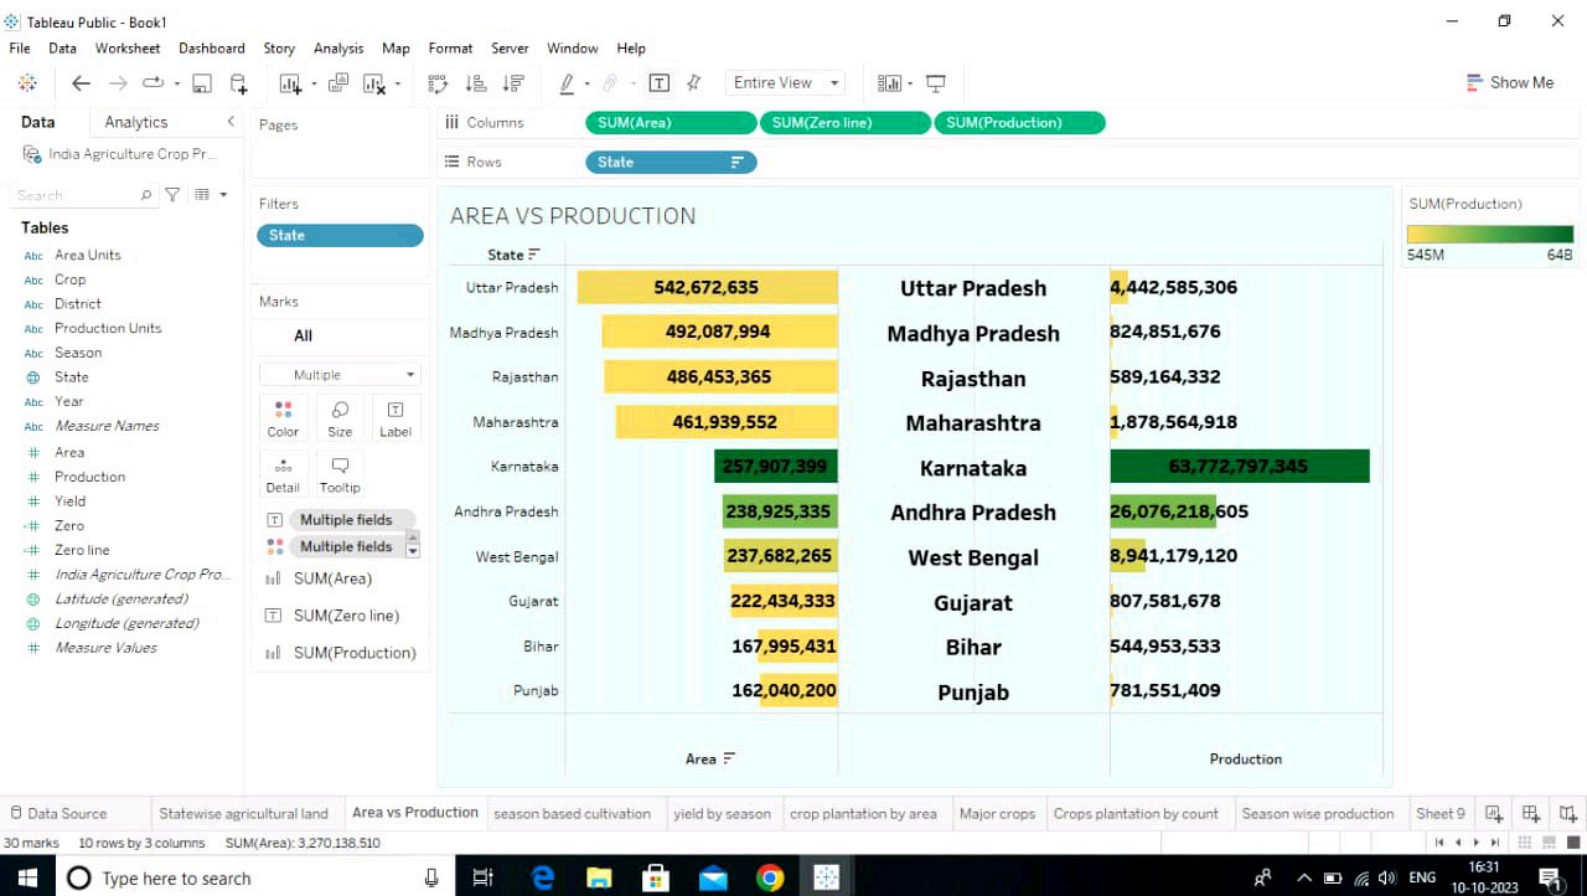 Tableau Public - Book1
File Data Worksheet Dashboard Story Analysis Map Format Server Window Help
Entire View
Show Me
Data Analytics
Pages
Columns SUM(Area) SUM(Zero line) SUM(Production)
India Agriculture Crop Pr...
Rows State
Search
Filters
State
Tables
Abc Area Units
Abc Crop
Abc District
Abc Production Units
Abc Season
State
Abc Year
Abc Measure Names
# Area
# Production
# Yield
=# Zero
=# Zero line
# India Agriculture Crop Pro...
Latitude (generated)
Longitude (generated)
# Measure Values
Marks
All
Multiple
Color Size Label
Detail Tooltip
Multiple fields
Multiple fields
SUM(Area)
SUM(Zero line)
SUM(Production)
AREA VS PRODUCTION
State
Uttar Pradesh 542,672,635 Uttar Pradesh 4,442,585,306
Madhya Pradesh 492,087,994 Madhya Pradesh 824,851,676
Rajasthan 486,453,365 Rajasthan 589,164,332
Maharashtra 461,939,552 Maharashtra 1,878,564,918
Karnataka 257,907,399 Karnataka 63,772,797,345
Andhra Pradesh 238,925,335 Andhra Pradesh 26,076,218,605
West Bengal 237,682,265 West Bengal 8,941,179,120
Gujarat 222,434,333 Gujarat 807,581,678
Bihar 167,995,431 Bihar 544,953,533
Punjab 162,040,200 Punjab 781,551,409
Area Production
SUM(Production)
545M 64B
Data Source Statewise agricultural land Area vs Production season based cultivation yield by season crop plantation by area Major crops Crops plantation by count Season wise production Sheet 9
30 marks 10 rows by 3 columns SUM(Area): 3,270,138,510
Type here to search
ENG
16:31
10-10-2023
1